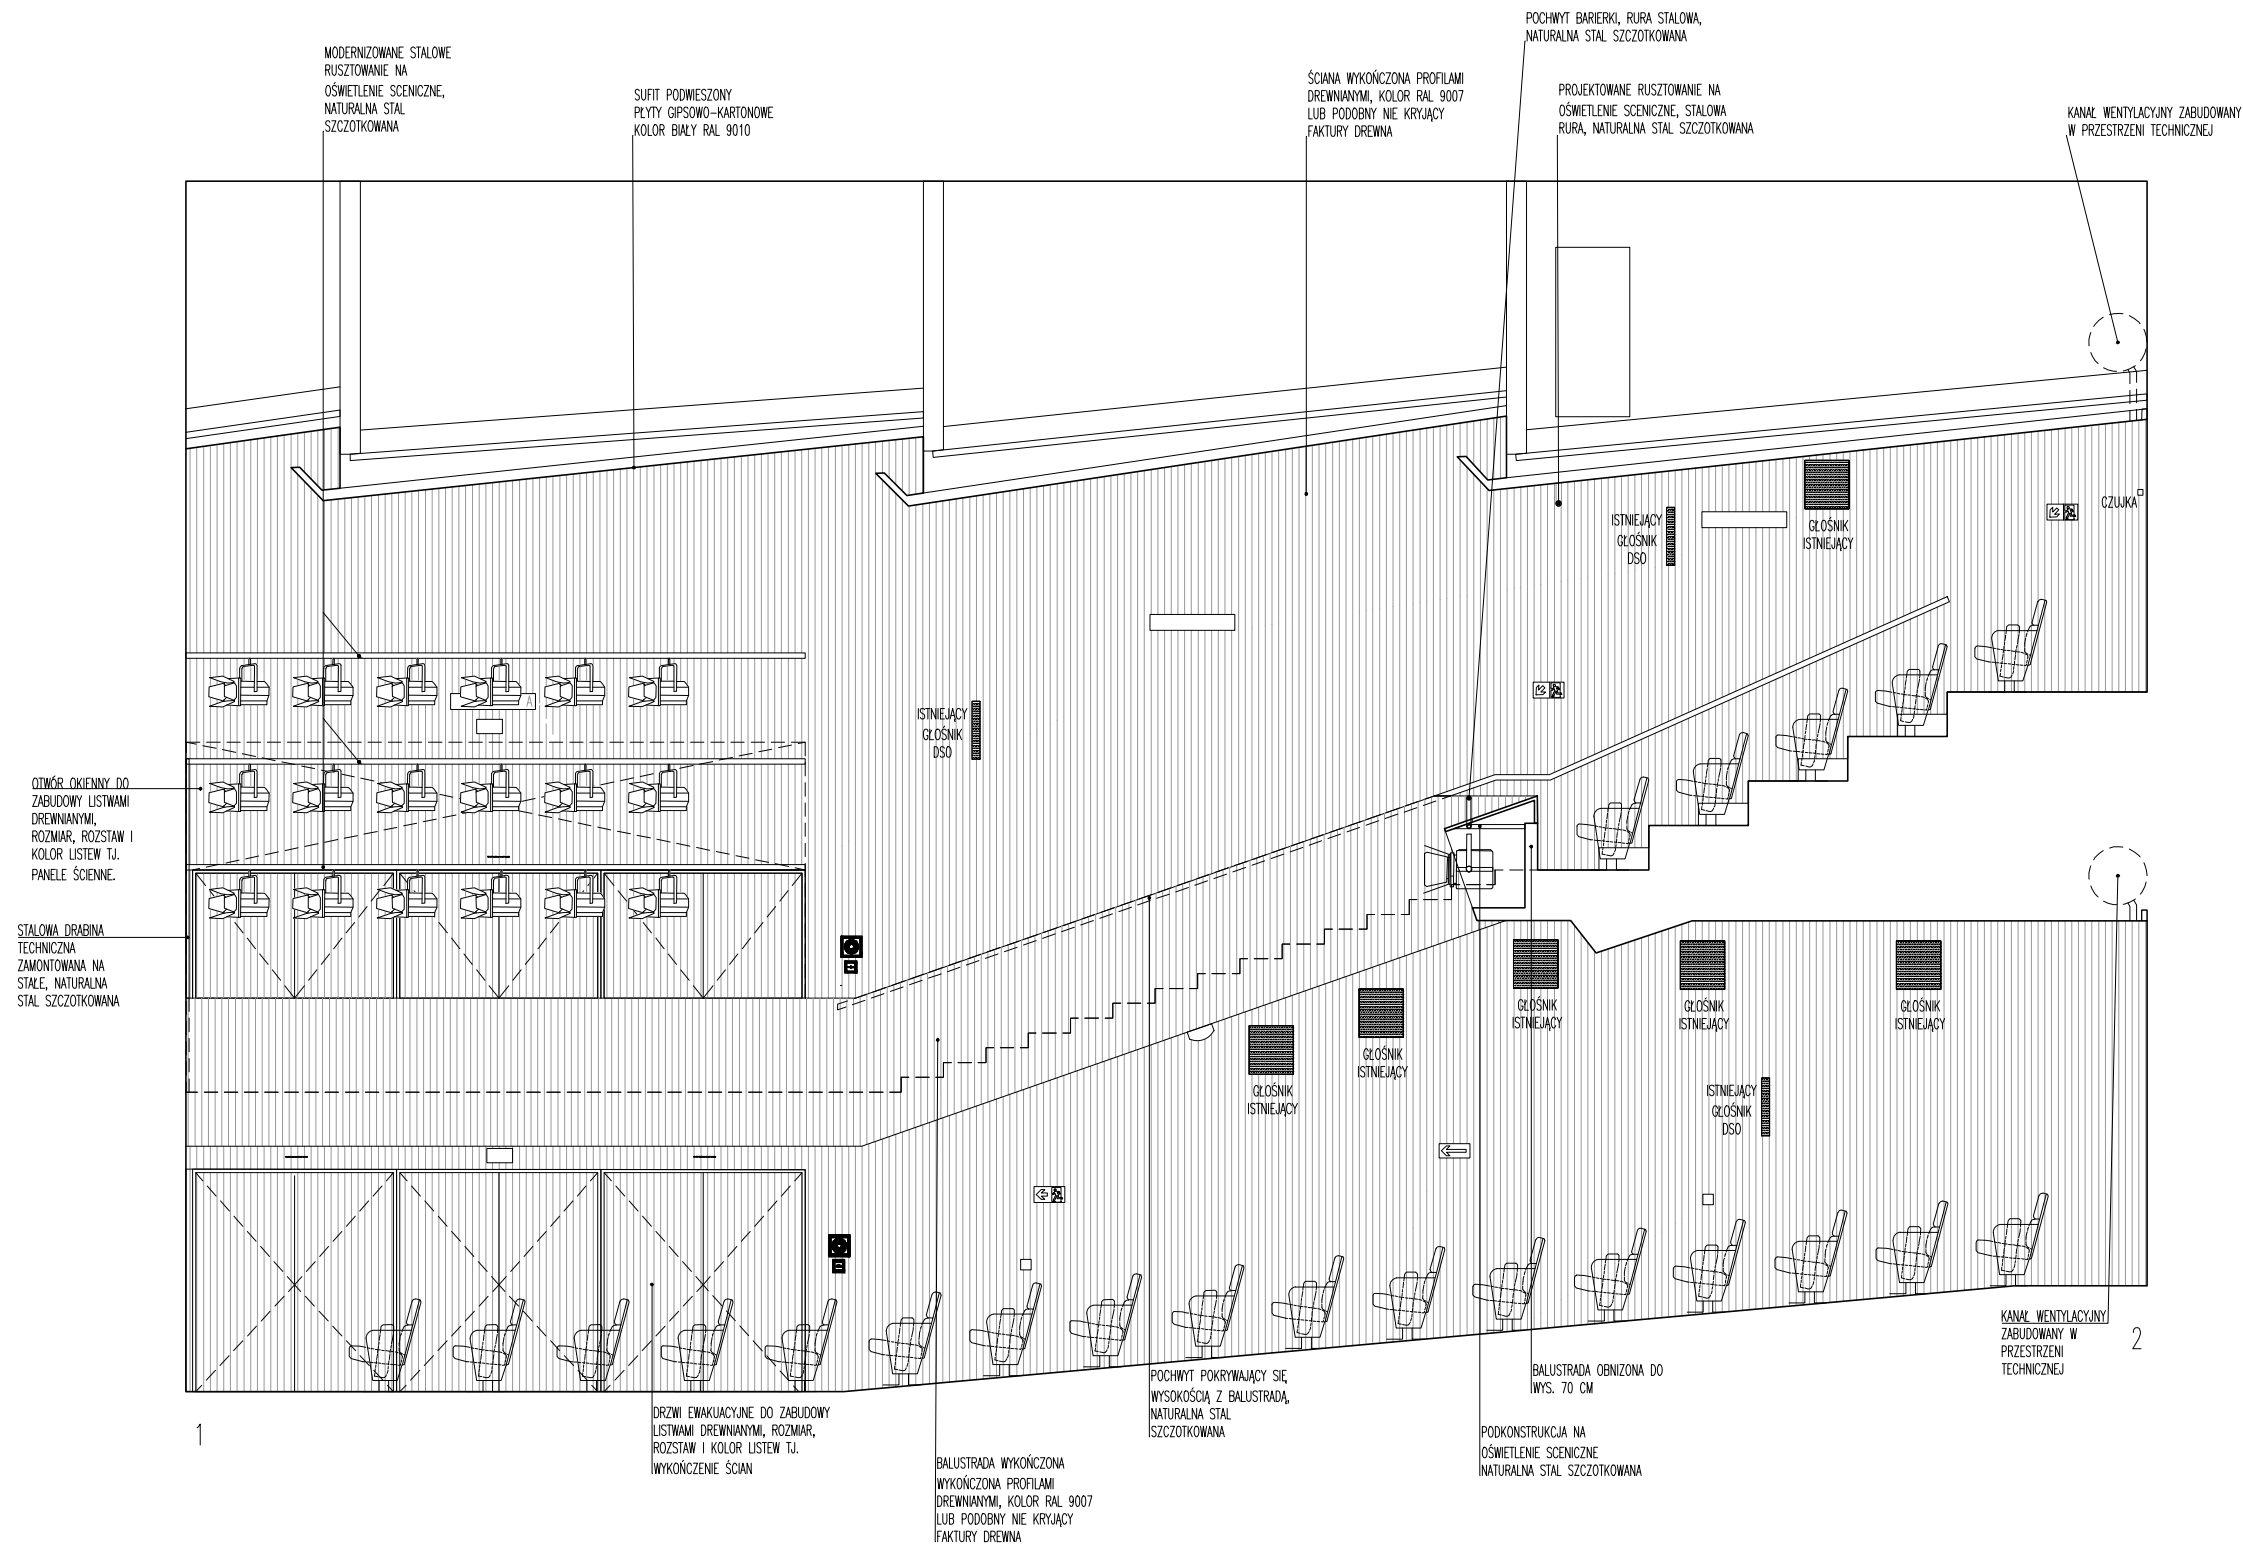 POCHWYT BARIERKI, RURA STALOWA,
NATURALNA STAL SZCZOTKOWANA
MODERNIZOWANE STALOWE
RUSZTOWANIE NA
OŚWIETLENIE SCENICZNE,
NATURALNA STAL
SZCZOTKOWANA
SUFIT PODWIESZONY
PŁYTY GIPSOWO-KARTONOWE
KOLOR BIAŁY RAL 9010
ŚCIANA WYKOŃCZONA PROFILAMI
DREWNIANYMI, KOLOR RAL 9007
LUB PODOBNY NIE KRYJĄCY
FAKTURY DREWNA
PROJEKTOWANE RUSZTOWANIE NA
OŚWIETLENIE SCENICZNE, STALOWA
RURA, NATURALNA STAL SZCZOTKOWANA
KANAŁ WENTYLACYJNY ZABUDOWANY
W PRZESTRZENI TECHNICZNEJ
CZUJKA
ISTNIEJĄCY
GŁOŚNIK
DSO
GŁOŚNIK
ISTNIEJĄCY
A
ISTNIEJĄCY
GŁOŚNIK
DSO
OTWÓR OKIENNY DO
ZABUDOWY LISTWAMI
DREWNIANYMI,
ROZMIAR, ROZSTAW I
KOLOR LISTEW TJ.
PANELE ŚCIENNE.
STALOWA DRABINA
TECHNICZNA
ZAMONTOWANA NA
STAŁE, NATURALNA
STAL SZCZOTKOWANA
GŁOŚNIK
ISTNIEJĄCY
GŁOŚNIK
ISTNIEJĄCY
GŁOŚNIK
ISTNIEJĄCY
GŁOŚNIK
ISTNIEJĄCY
GŁOŚNIK
ISTNIEJĄCY
ISTNIEJĄCY
GŁOŚNIK
DSO
KANAŁ WENTYLACYJNY
ZABUDOWANY W
PRZESTRZENI
TECHNICZNEJ
2
1
DRZWI EWAKUACYJNE DO ZABUDOWY
LISTWAMI DREWNIANYMI, ROZMIAR,
ROZSTAW I KOLOR LISTEW TJ.
WYKOŃCZENIE ŚCIAN
POCHWYT POKRYWAJĄCY SIĘ
WYSOKOŚCIĄ Z BALUSTRADĄ,
NATURALNA STAL
SZCZOTKOWANA
BALUSTRADA OBNIZONA DO
WYS. 70 CM
PODKONSTRUKCJA NA
OŚWIETLENIE SCENICZNE
NATURALNA STAL SZCZOTKOWANA
BALUSTRADA WYKOŃCZONA
WYKOŃCZONA PROFILAMI
DREWNIANYMI, KOLOR RAL 9007
LUB PODOBNY NIE KRYJĄCY
FAKTURY DREWNA